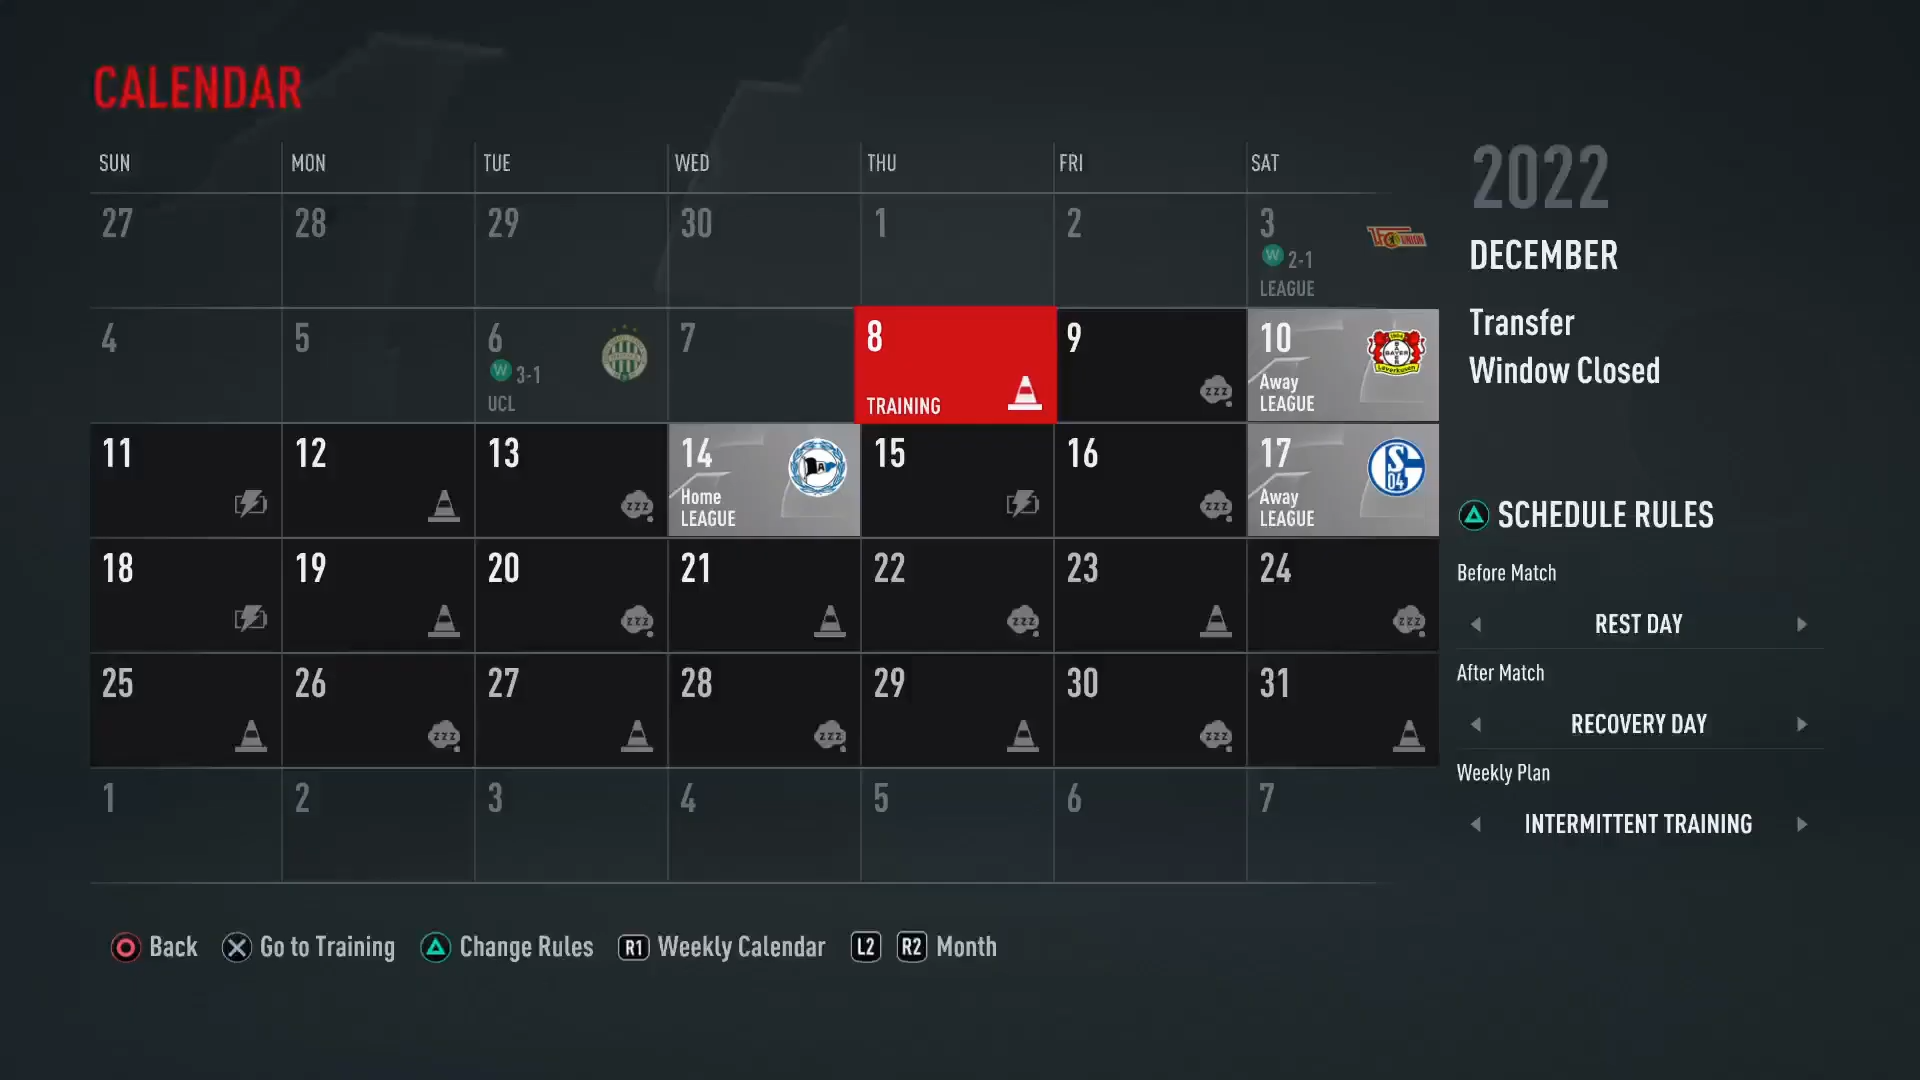 CALENDAR
SUN MON TUE WED THU FRI SAT
27 28 29 30 1 2 3
W 2-1
LEAGUE
4 5 6 7 8 9 10
W 3-1
UCL
TRAINING
Away
LEAGUE
11 12 13 14 15 16 17
Home
LEAGUE
Away
LEAGUE
18 19 20 21 22 23 24
25 26 27 28 29 30 31
1 2 3 4 5 6 7
2022
DECEMBER
Transfer
Window Closed
SCHEDULE RULES
Before Match
REST DAY
After Match
RECOVERY DAY
Weekly Plan
INTERMITTENT TRAINING
Back Go to Training Change Rules R1 Weekly Calendar L2 R2 Month